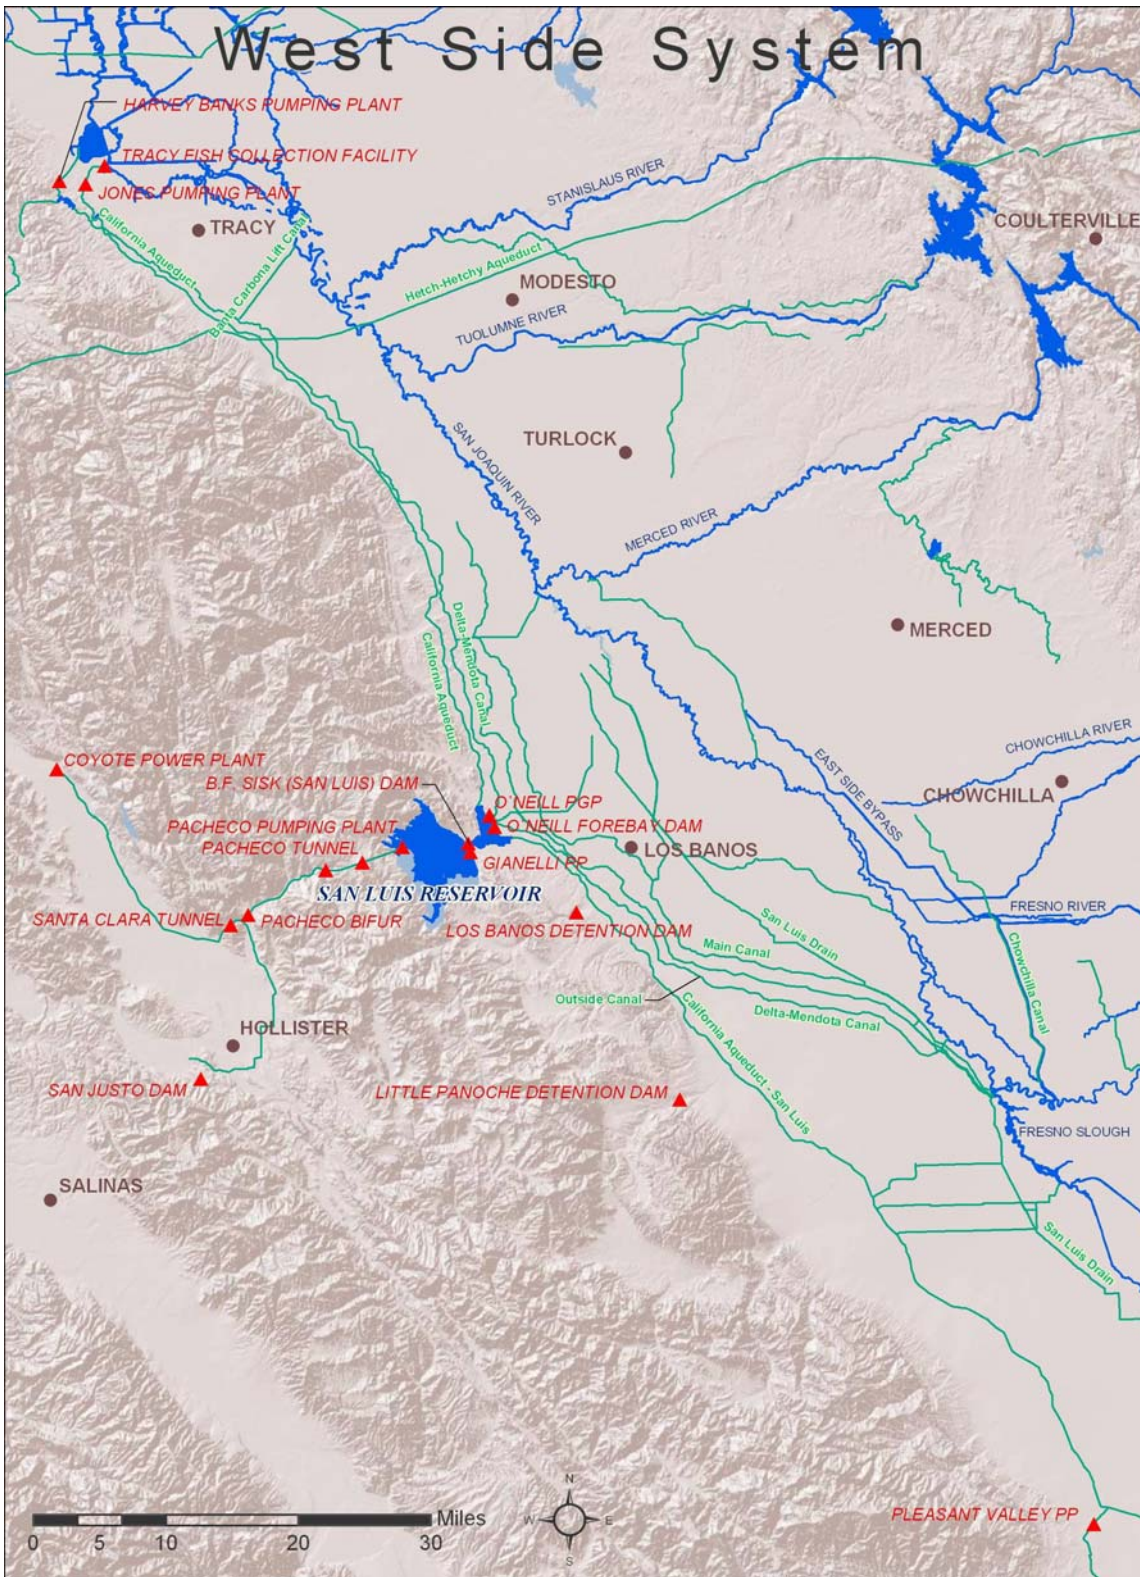 West Side System
HARVEY BANKS PUMPING PLANT
TRACY FISH COLLECTION FACILITY
JONES PUMPING PLANT
STANISLAUS RIVER
California Aqueduct
TRACY
Banta Carbona Lift Canal
COULTERVILLE
Hetch-Hetchy Aqueduct
MODESTO
TUOLUMNE RIVER
TURLOCK
SAN JOAQUIN RIVER
MERCED RIVER
MERCED
Delta-Mendota Canal
California Aqueduct
COYOTE POWER PLANT
B.F. SISK (SAN LUIS) DAM
EAST SIDE BYPASS
CHOWCHILLA RIVER
CHOWCHILLA
O'NEILL PGP
PACHECO PUMPING PLANT
O'NEILL FOREBAY DAM
PACHECO TUNNEL
GIANELLI PP
LOS BANOS
SAN LUIS RESERVOIR
SANTA CLARA TUNNEL
PACHECO BIFUR
LOS BANOS DETENTION DAM
San Luis Drain
FRESNO RIVER
Main Canal
Chowchilla Canal
Outside Canal
Delta-Mendota Canal
California Aqueduct - San Luis
HOLLISTER
SAN JUSTO DAM
LITTLE PANOCHE DETENTION DAM
FRESNO SLOUGH
SALINAS
San Luis Drain
PLEASANT VALLEY PP
N
W E
S
Miles
0 5 10 20 30